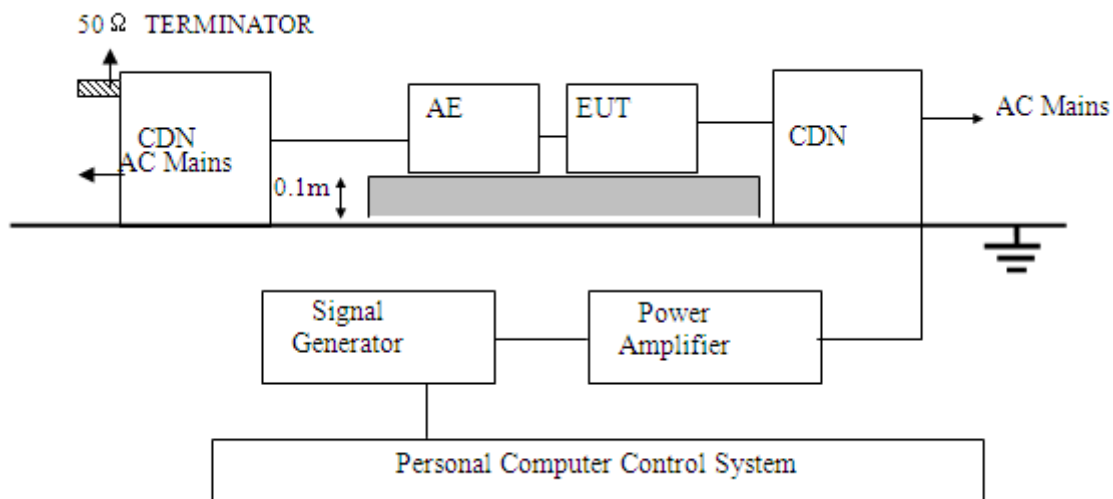 50Ω TERMINATOR
CDN
AC Mains
AE
EUT
CDN
AC Mains
0.1m
Signal
Generator
Power
Amplifier
Personal Computer Control System